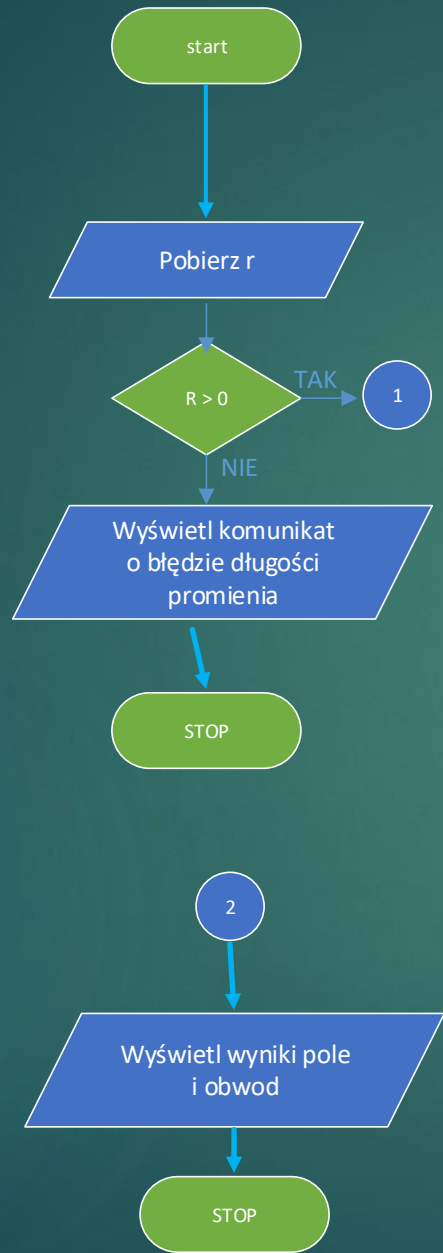 start
Pobierz r
R > 0
TAK
1
NIE
Wyświetl komunikat
o błędzie długości
promienia
STOP
2
Wyświetl wyniki pole
i obwod
STOP